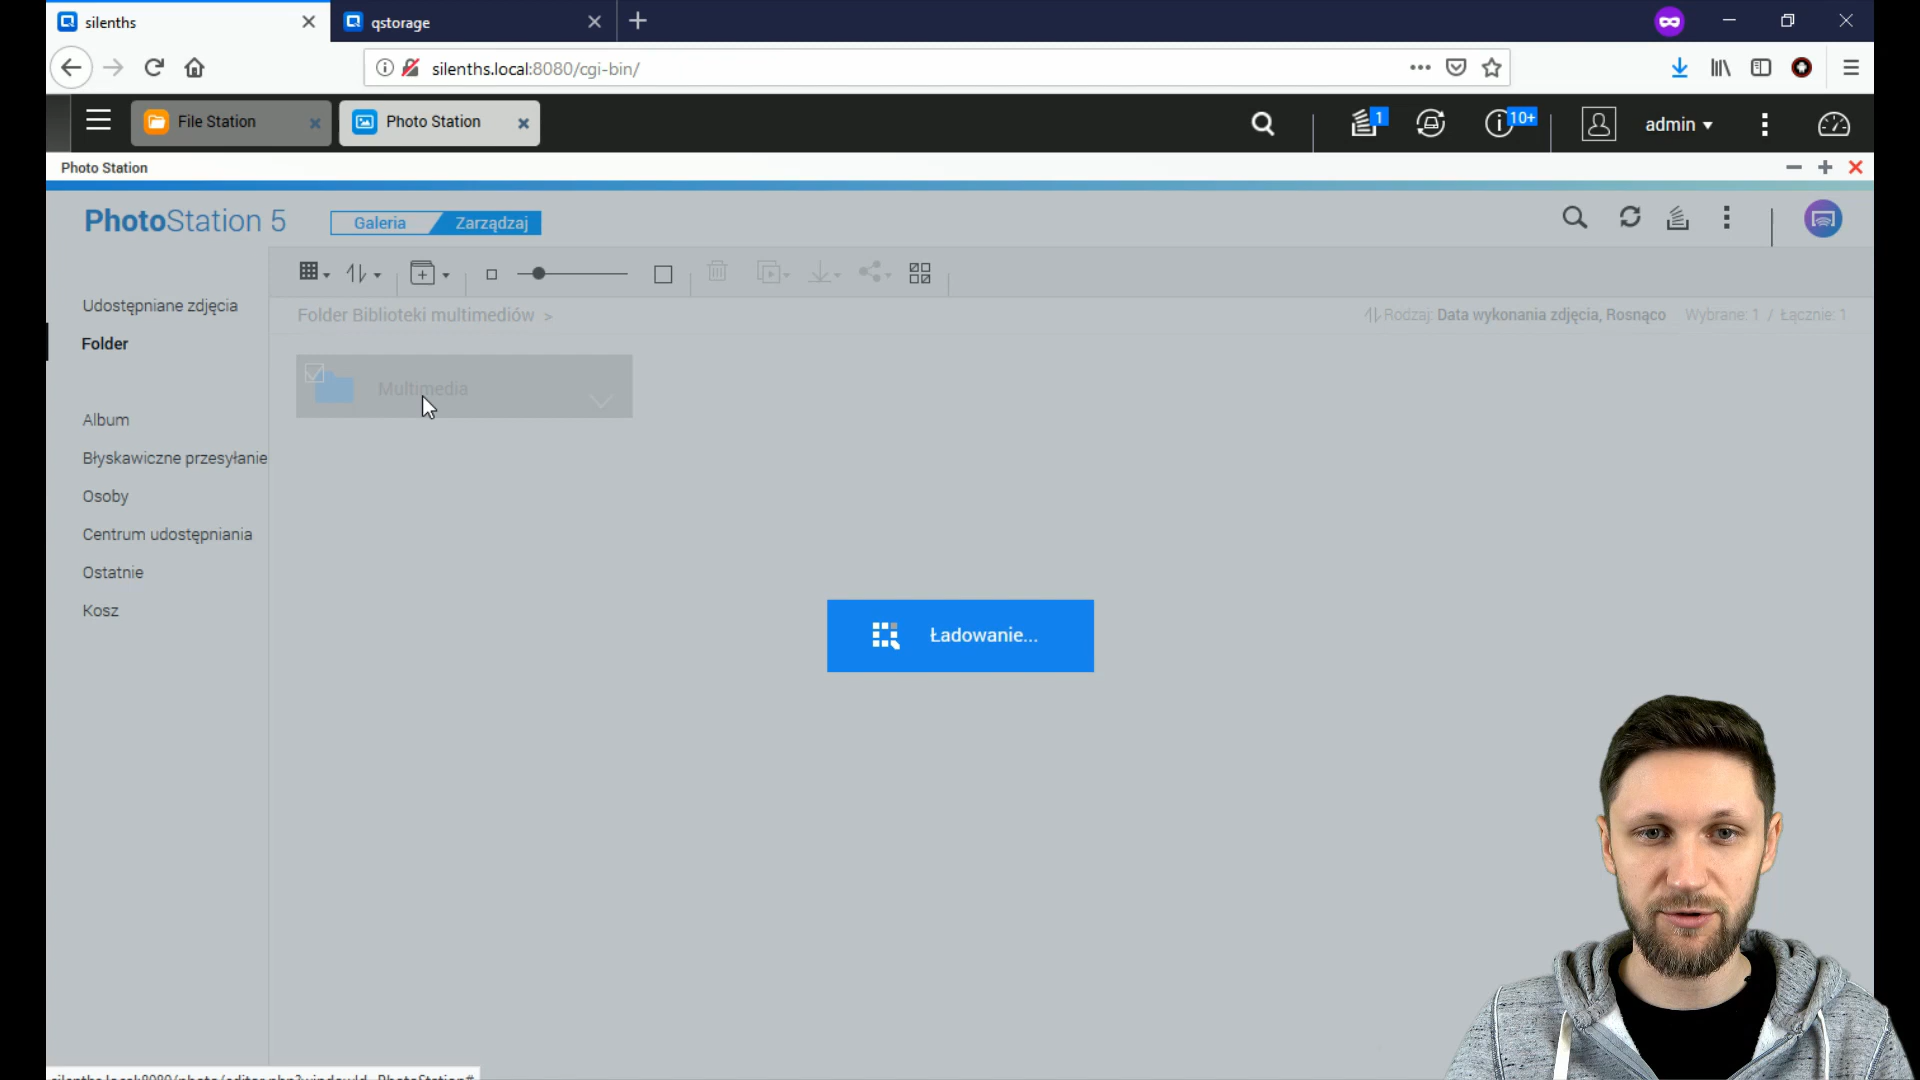 silenths
qstorage
silenths.local:8080/cgi-bin/
File Station
Photo Station
1
10+
admin
Photo Station
PhotoStation 5
Galeria
Zarządzaj
Udostępniane zdjęcia
Folder
Album
Błyskawiczne przesyłanie
Osoby
Centrum udostępniania
Ostatnie
Kosz
Folder Biblioteki multimediów >
Rodzaj: Data wykonania zdjęcia, Rosnąco Wybrane: 1 / Łącznie: 1
Multimedia
Ładowanie...